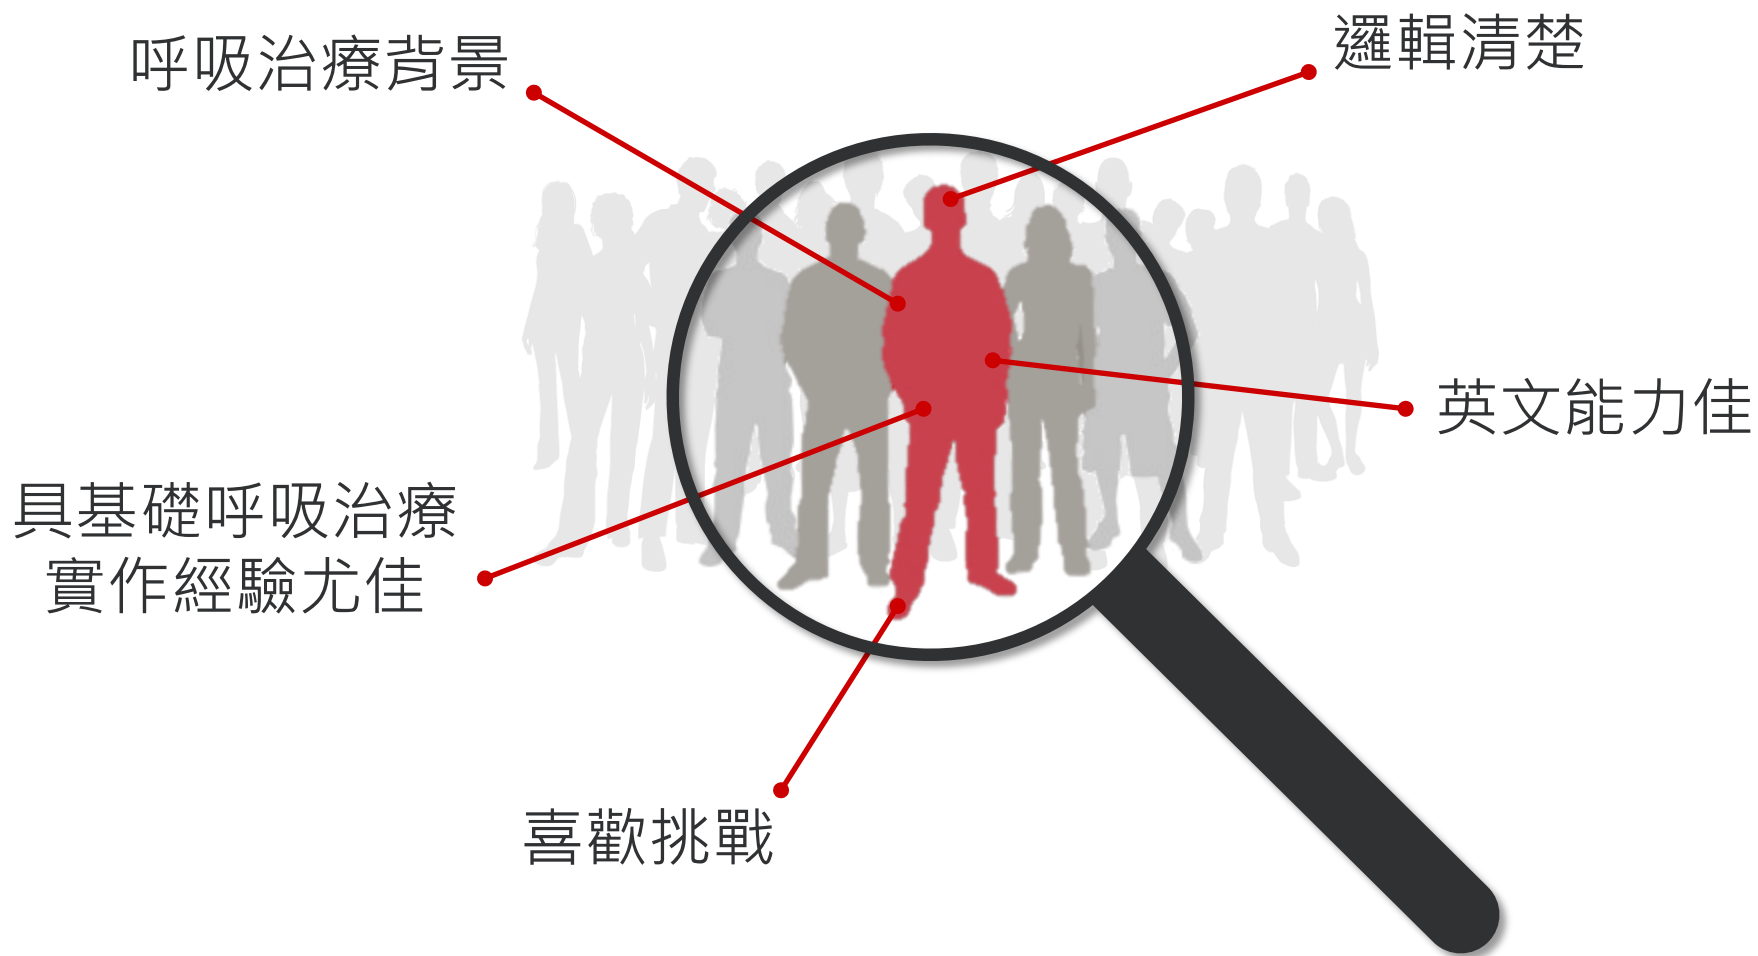 呼吸治療背景
邏輯清楚
英文能力佳
具基礎呼吸治療
實作經驗尤佳
喜歡挑戰